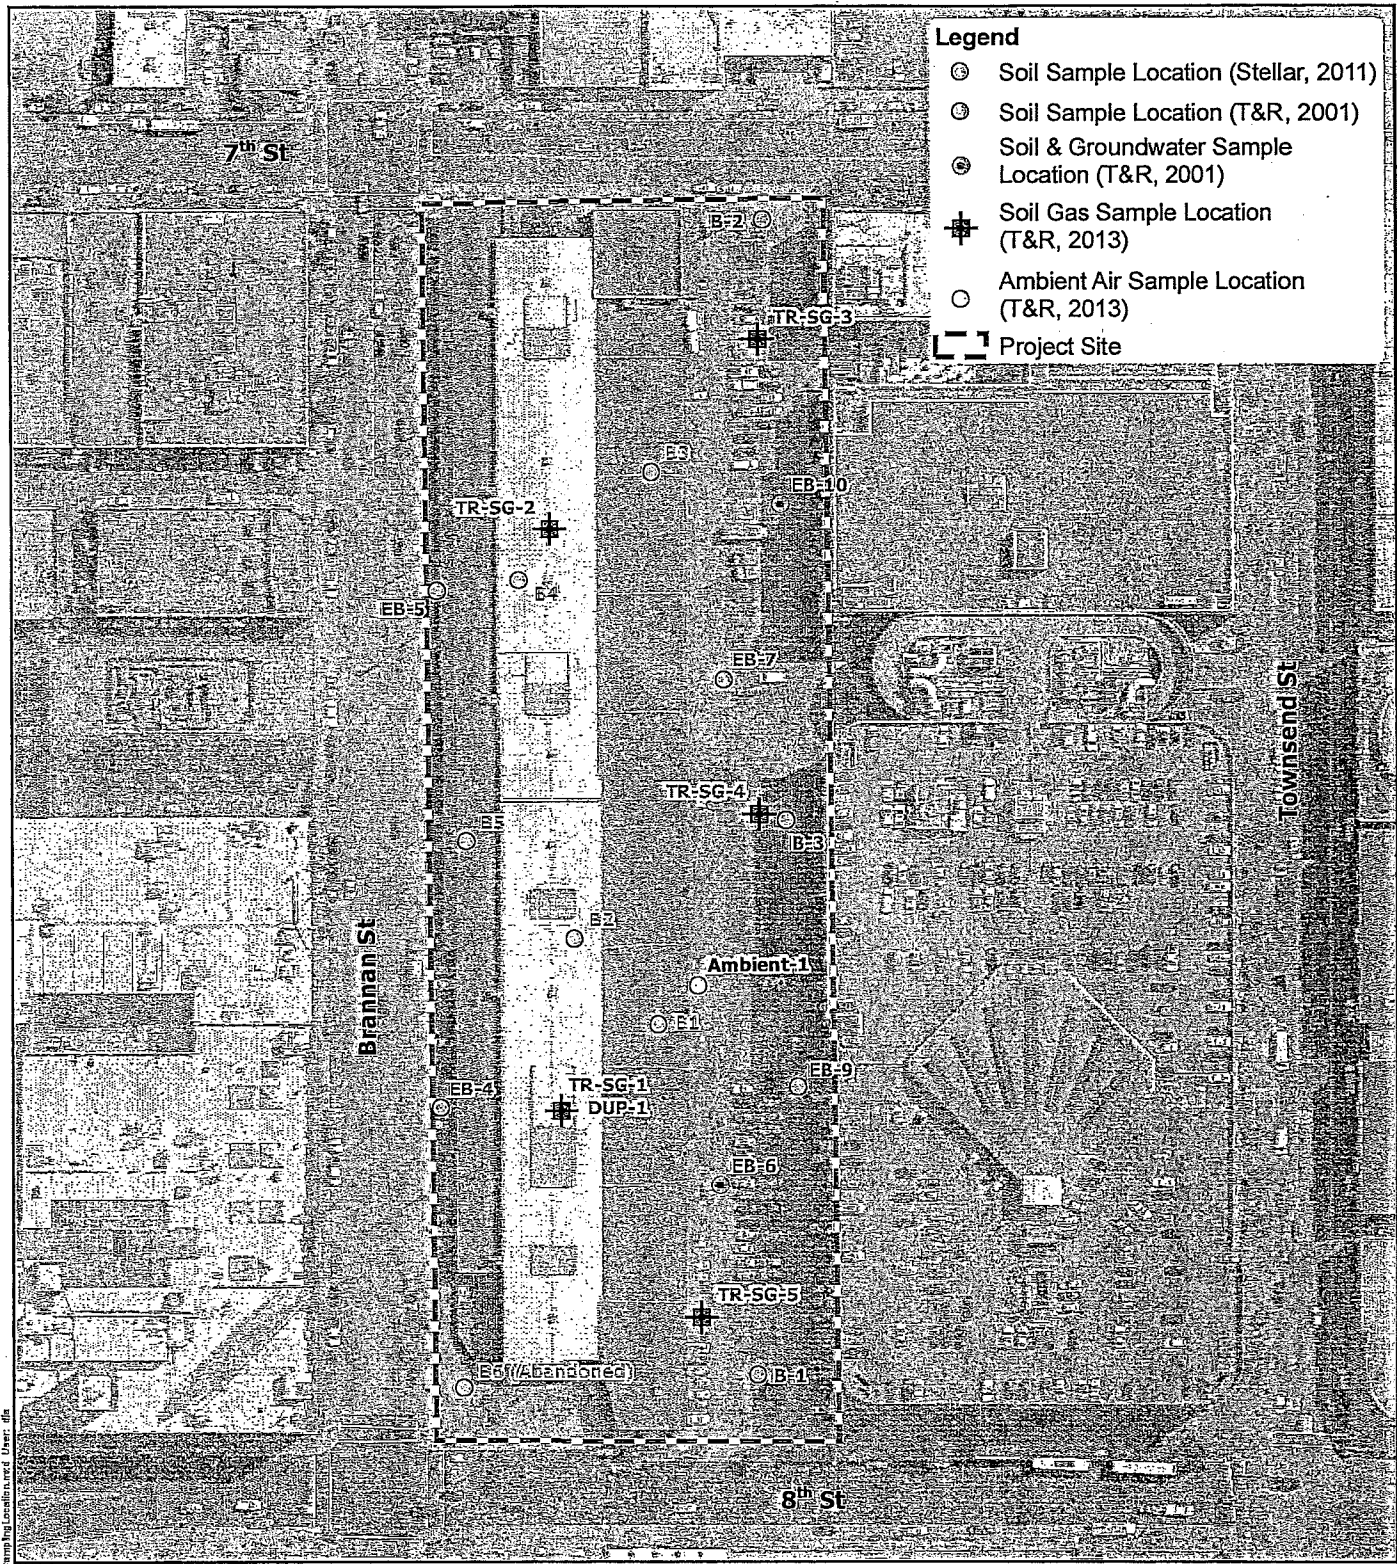 Legend
Soil Sample Location (Stellar, 2011)
Soil Sample Location (T&R, 2001)
Soil & Groundwater Sample
Location (T&R, 2001)
Soil Gas Sample Location
(T&R, 2013)
Ambient Air Sample Location
(T&R, 2013)
Project Site
7th St
B-2
TR-SG-3
B3
EB-10
TR-SG-2
B4
EB-5
EB-7
TR-SG-4
B5
B-3
B2
Ambient-1
B1
EB-9
EB-4
TR-SG-1
DUP-1
EB-6
TR-SG-5
B6 (Abandoned)
B-1
8th St
Brannan St
Townsend St
User: